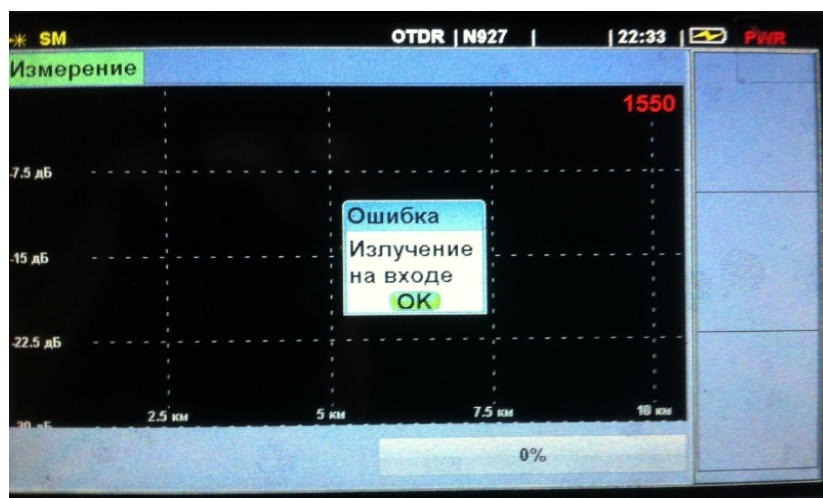 SM OTDR | N927 | | 22:33 | PWR
Измерение
1550
-7.5 дБ
Ошибка
Излучение
на входе
OK
-15 дБ
-22.5 дБ
2.5 км 5 км 7.5 км 10 км
0%